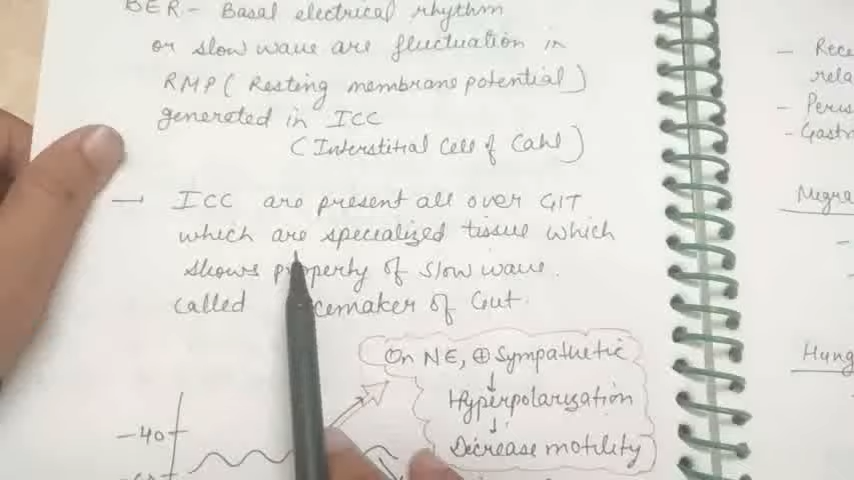 BER - Basal electrical rhythm
or slow wave are fluctuation in
RMP ( Resting membrane potential )
generated in ICC
( Interstitial Cell of Cahl )
→ ICC are present all over GIT
which are specialized tissue which
shows property of slow wave.
called cemaker of Gut.
On NE, ⊕ Sympathetic
↓
Hyperpolarization
↓
Decrease motility
-40
- Rece
rela
- Peris
- Gastr
Migra
Hung